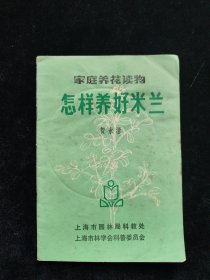 家庭养花读物
怎样养好米兰
上海市园林局科教处
上海市林学会科普委员会